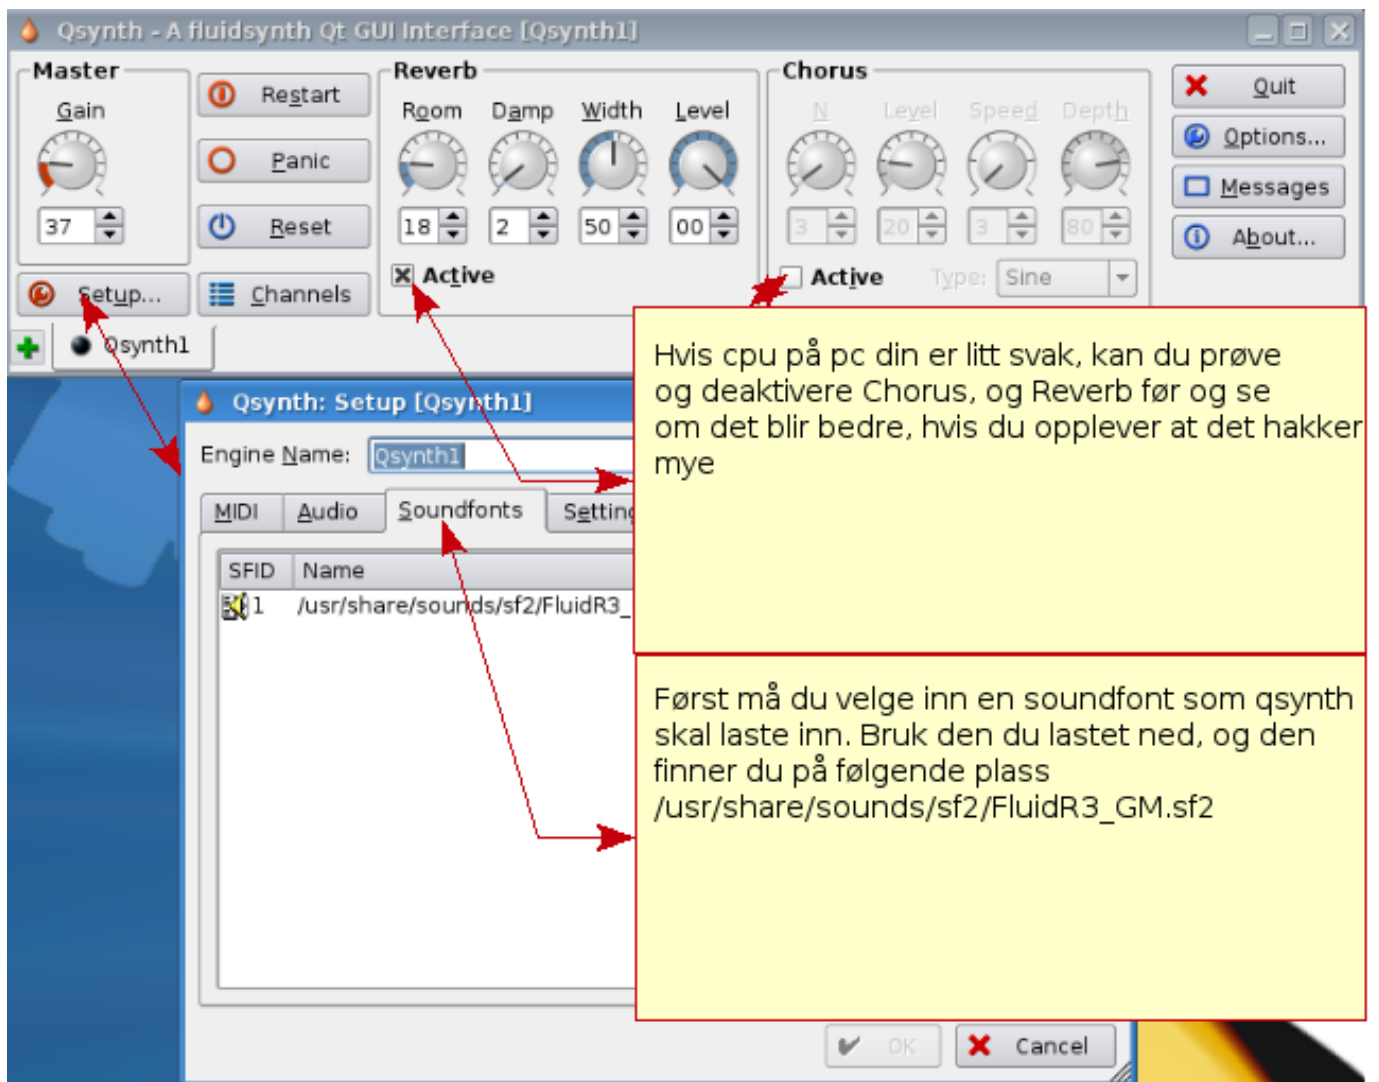 Qsynth - A fluidsynth Qt GUI Interface [Qsynth1]
Master
Gain
37
Restart
Panic
Reset
Setup...
Channels
Reverb
Room Damp Width Level
18 2 50 00
Active
Chorus
N Level Speed Depth
3 20 3 80
Active Type: Sine
Quit
Options...
Messages
About...
Qsynth1
Hvis cpu på pc din er litt svak, kan du prøve
og deaktivere Chorus, og Reverb før og se
om det blir bedre, hvis du opplever at det hakker
mye
Qsynth: Setup [Qsynth1]
Engine Name: Qsynth1
MIDI Audio Soundfonts
SFID Name
1 /usr/share/sounds/sf2/FluidR3_
Først må du velge inn en soundfont som qsynth
skal laste inn. Bruk den du lastet ned, og den
finner du på følgende plass
/usr/share/sounds/sf2/FluidR3_GM.sf2
OK Cancel